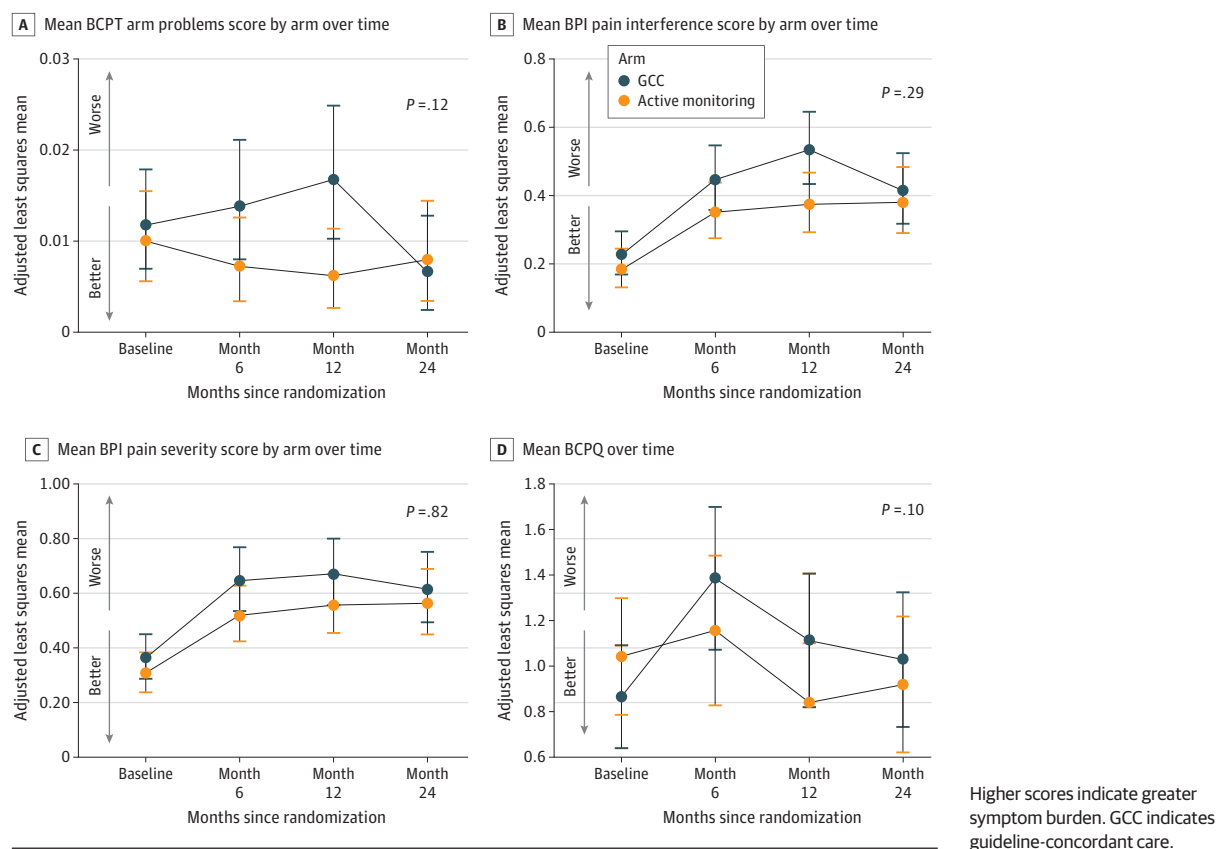 A Mean BCPT arm problems score by arm over time
Adjusted least squares mean
0.03
0.02
0.01
0
Worse
Better
P =.12
Baseline
Month 6
Month 12
Month 24
Months since randomization
B Mean BPI pain interference score by arm over time
Adjusted least squares mean
0.8
0.6
0.4
0.2
0
Worse
Better
Arm
GCC
Active monitoring
P =.29
Baseline
Month 6
Month 12
Month 24
Months since randomization
C Mean BPI pain severity score by arm over time
Adjusted least squares mean
1.00
0.80
0.60
0.40
0.20
0
Worse
Better
P =.82
Baseline
Month 6
Month 12
Month 24
Months since randomization
D Mean BCPQ over time
Adjusted least squares mean
1.8
1.6
1.4
1.2
1.0
0.8
0.6
Worse
Better
P =.10
Baseline
Month 6
Month 12
Month 24
Months since randomization
Higher scores indicate greater
symptom burden. GCC indicates
guideline-concordant care.